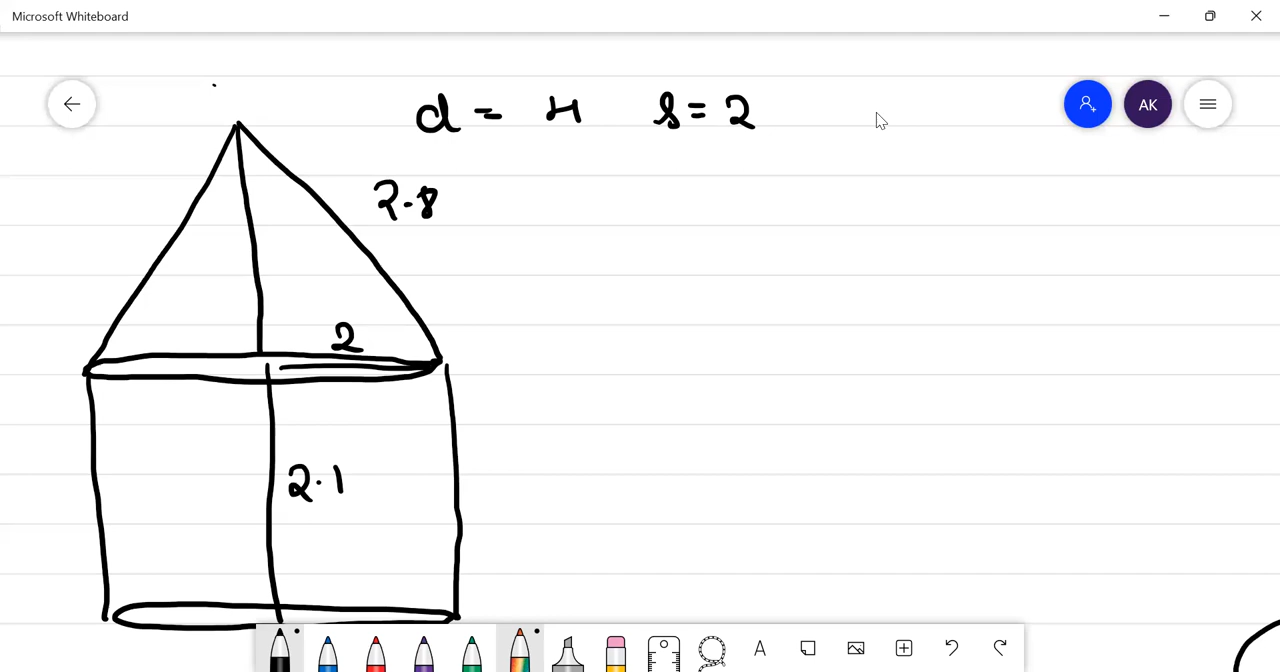 Microsoft Whiteboard
d = 4 r = 2
AK
2.8
2
2.1
A